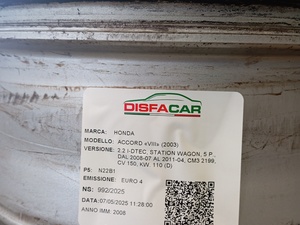 DISFACAR
MARCA: HONDA
MODELLO: ACCORD «VIII» (2003)
VERSIONE: 2.2 I-DTEC, STATION WAGON, 5 P.,
DAL 2008-07 AL 2011-04, CM3 2199,
CV 150, KW. 110 (D)
P5: N22B1
EMISSIONI: EURO 4
NS: 992/2025
DATA: 07/05/2025 11:28:00
ANNO IMM: 2008